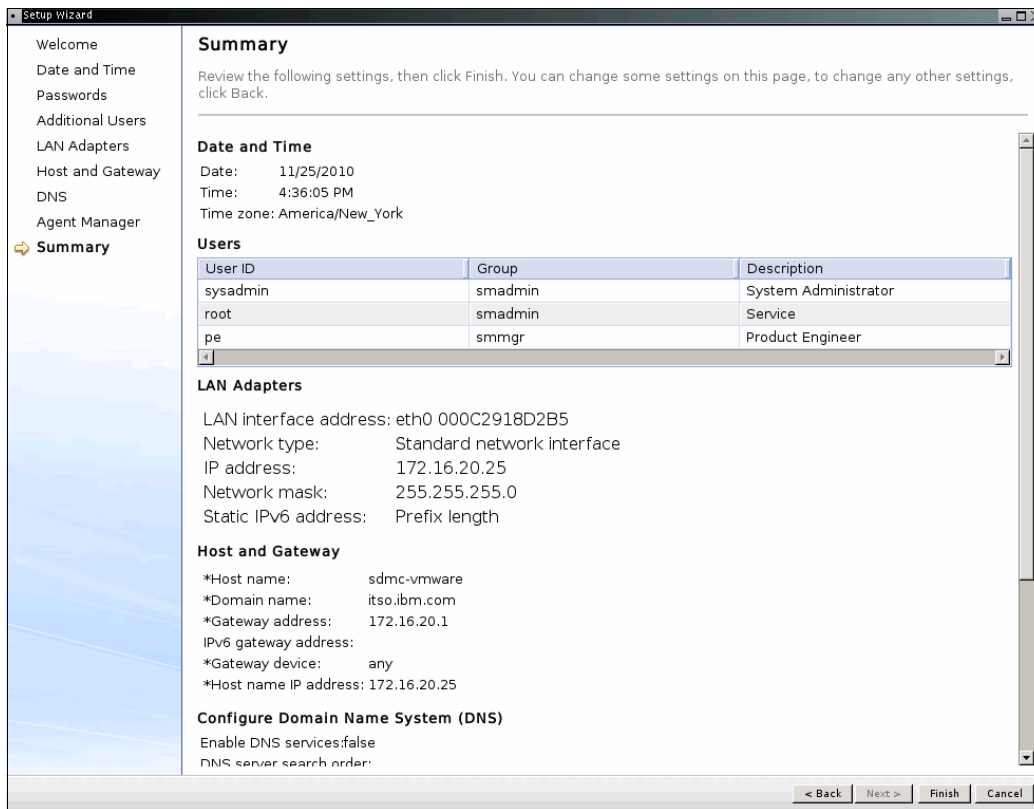 Setup Wizard
Welcome
Date and Time
Passwords
Additional Users
LAN Adapters
Host and Gateway
DNS
Agent Manager
Summary
Summary
Review the following settings, then click Finish. You can change some settings on this page, to change any other settings,
click Back.
Date and Time
Date: 11/25/2010
Time: 4:36:05 PM
Time zone: America/New_York
Users
User ID Group Description
sysadmin smadmin System Administrator
root smadmin Service
pe smmgr Product Engineer
LAN Adapters
LAN interface address: eth0 000C2918D2B5
Network type: Standard network interface
IP address: 172.16.20.25
Network mask: 255.255.255.0
Static IPv6 address: Prefix length
Host and Gateway
*Host name: sdmc-vmware
*Domain name: itso.ibm.com
*Gateway address: 172.16.20.1
IPv6 gateway address:
*Gateway device: any
*Host name IP address: 172.16.20.25
Configure Domain Name System (DNS)
Enable DNS services:false
DNS server search order:
< Back Next > Finish Cancel